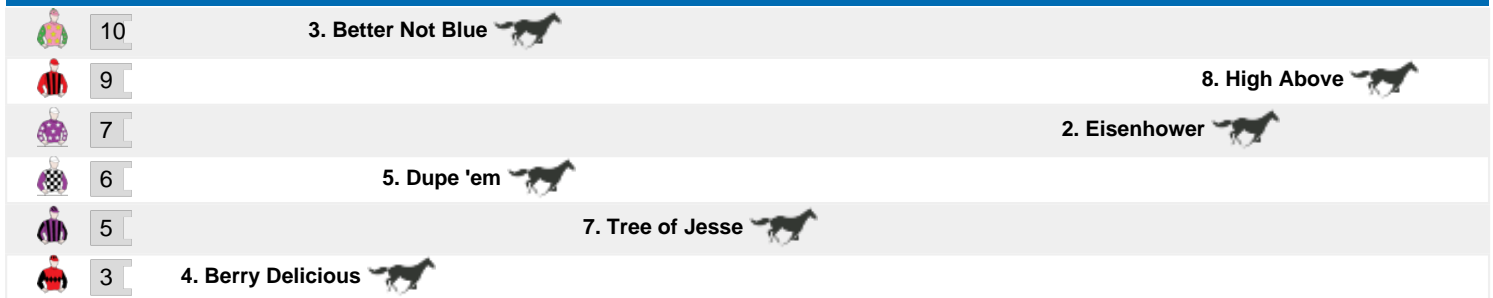 10 3. Better Not Blue
9 8. High Above
7 2. Eisenhower
6 5. Dupe 'em
5 7. Tree of Jesse
3 4. Berry Delicious